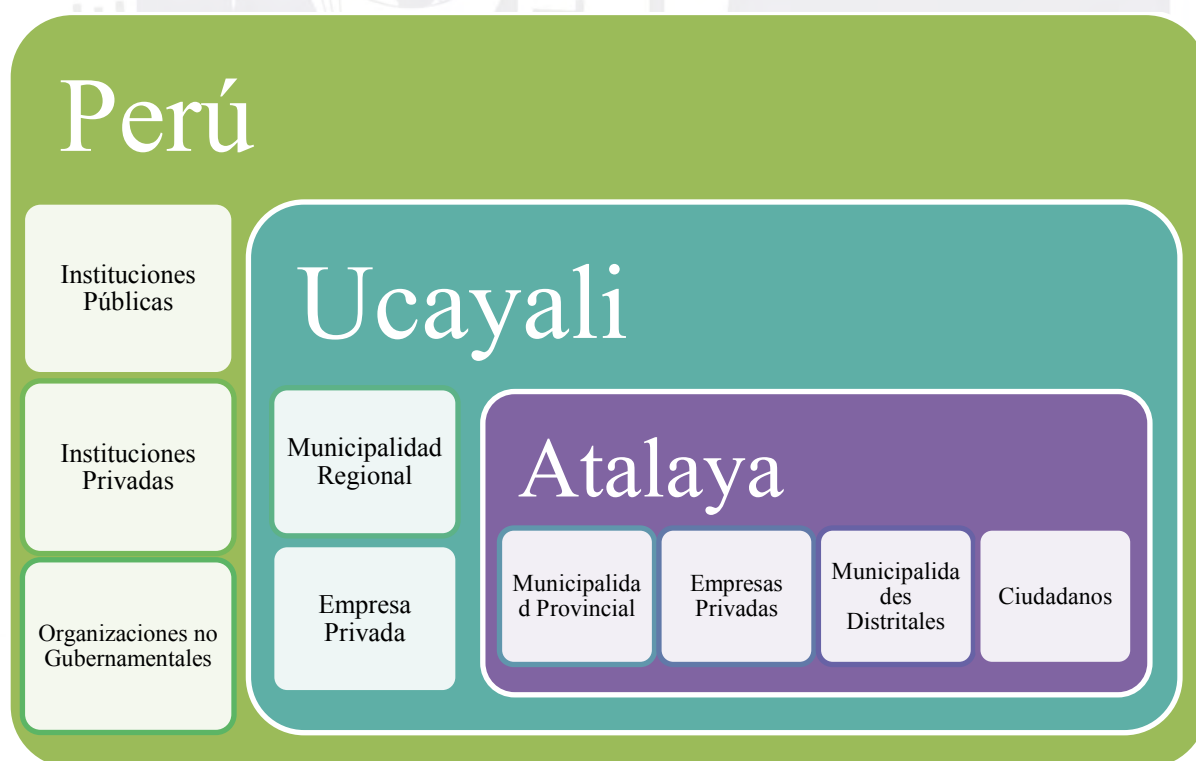 Perú
Instituciones
Públicas
Instituciones
Privadas
Organizaciones no
Gubernamentales
Ucayali
Municipalidad
Regional
Empresa
Privada
Atalaya
Municipalida
d Provincial
Empresas
Privadas
Municipalida
des
Distritales
Ciudadanos